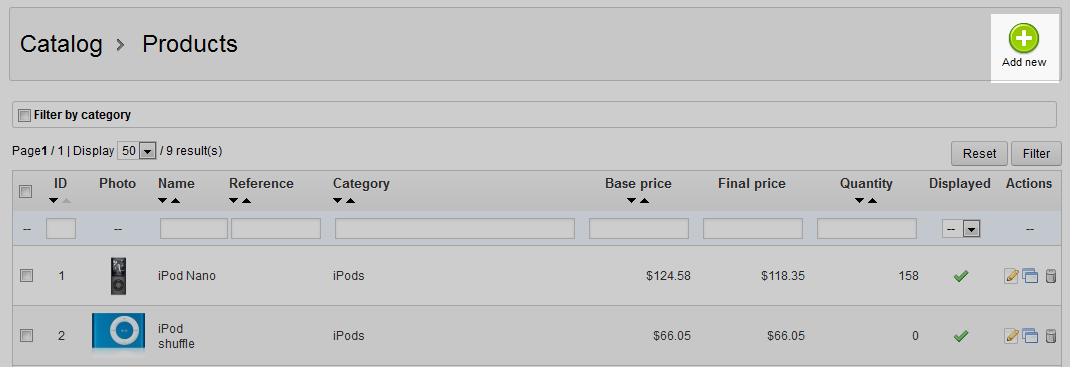 Catalog > Products
Add new
Filter by category
Page1 / 1 | Display 50 / 9 result(s)
Reset Filter
ID Photo Name Reference Category Base price Final price Quantity Displayed Actions
-- -- -- --
1 iPod Nano iPods $124.58 $118.35 158
2 iPod shuffle iPods $66.05 $66.05 0